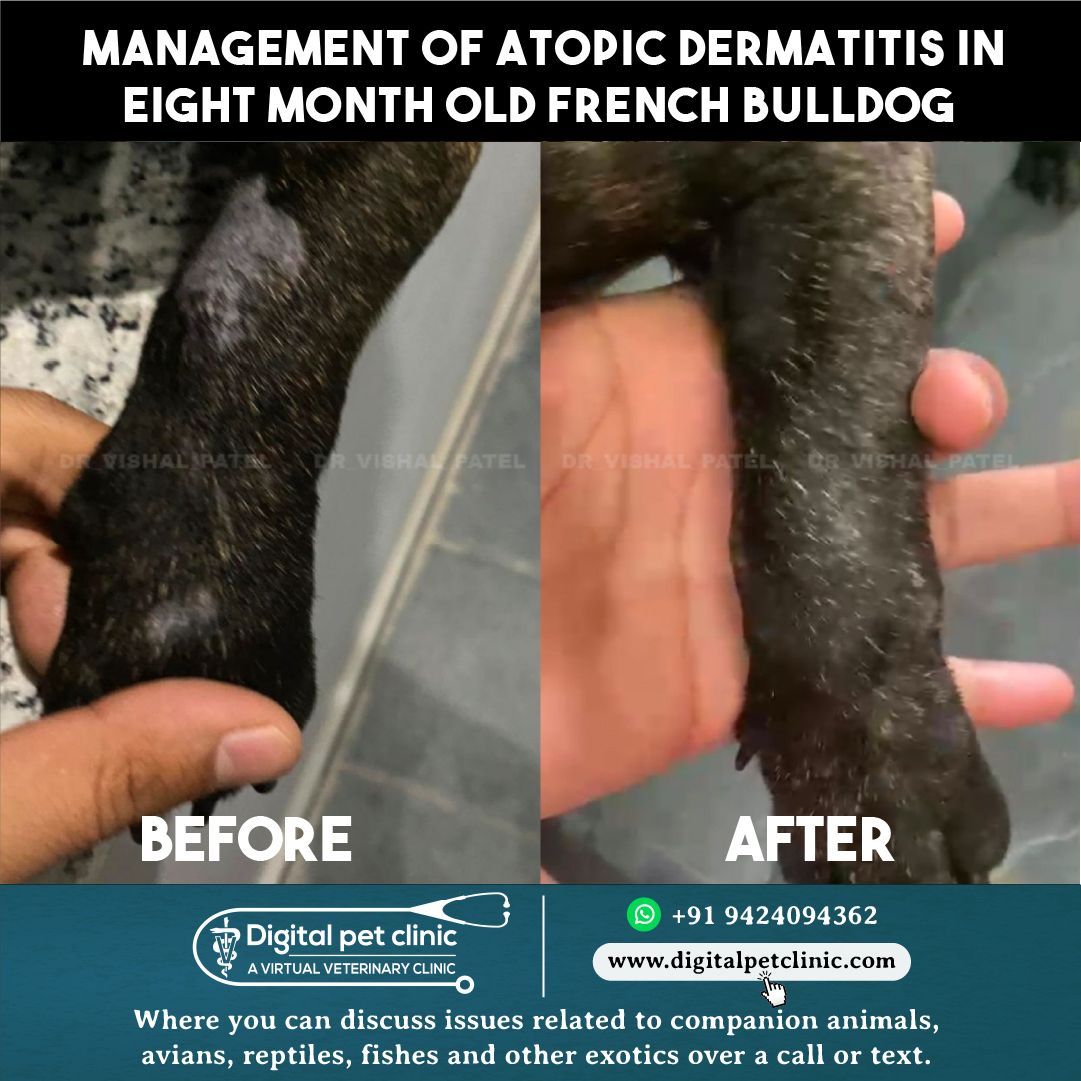 MANAGEMENT OF ATOPIC DERMATITIS IN
EIGHT MONTH OLD FRENCH BULLDOG
DR_VISHAL_PATEL DR_VISHAL_PATEL DR_VISHAL_PATEL DR_VISHAL_PATEL
BEFORE
AFTER
Digital pet clinic
A VIRTUAL VETERINARY CLINIC
+91 9424094362
www.digitalpetclinic.com
Where you can discuss issues related to companion animals,
avians, reptiles, fishes and other exotics over a call or text.